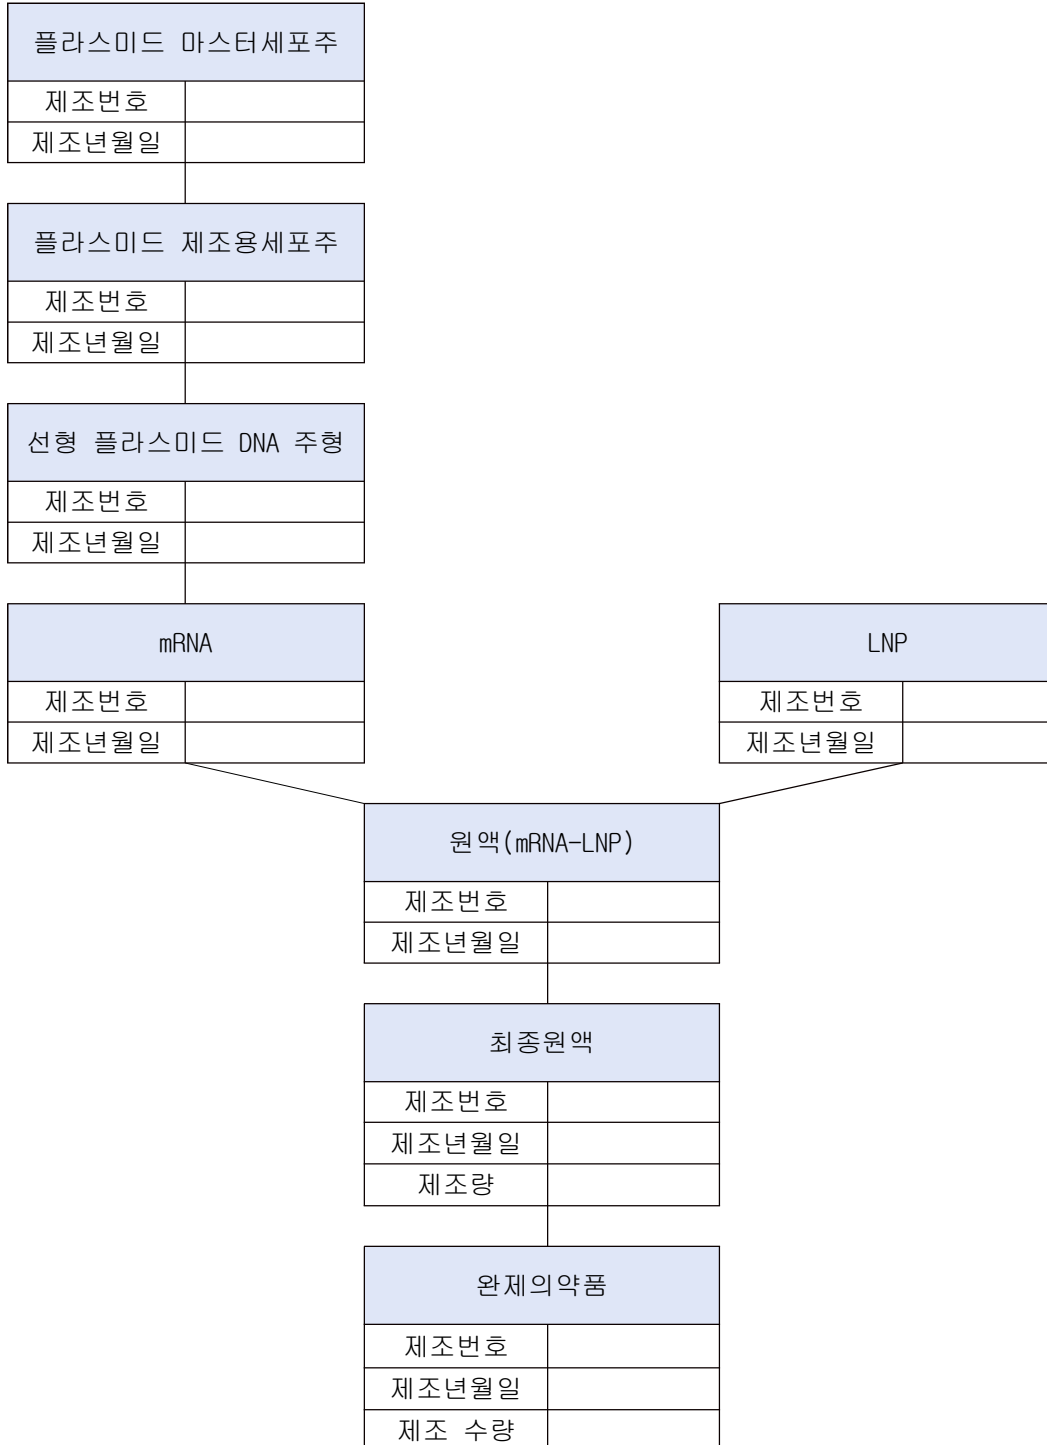 플라스미드 마스터세포주
제조번호
제조년월일
플라스미드 제조용세포주
제조번호
제조년월일
선형 플라스미드 DNA 주형
제조번호
제조년월일
mRNA
제조번호
제조년월일
LNP
제조번호
제조년월일
원액(mRNA-LNP)
제조번호
제조년월일
최종원액
제조번호
제조년월일
제조량
완제의약품
제조번호
제조년월일
제조 수량